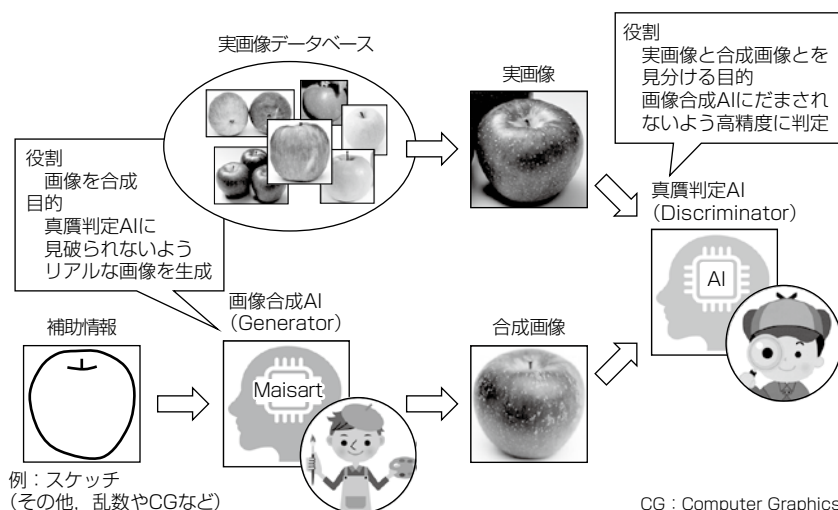 実画像データベース
実画像
役割
実画像と合成画像とを
見分ける目的
画像合成AIにだまされ
ないよう高精度に判定
役割
画像を合成
目的
真贋判定AIに
見破られないよう
リアルな画像を生成
真贋判定AI
(Discriminator)
AI
補助情報
画像合成AI
(Generator)
Maisart
合成画像
例：スケッチ
(その他，乱数やCGなど)
CG：Computer Graphics